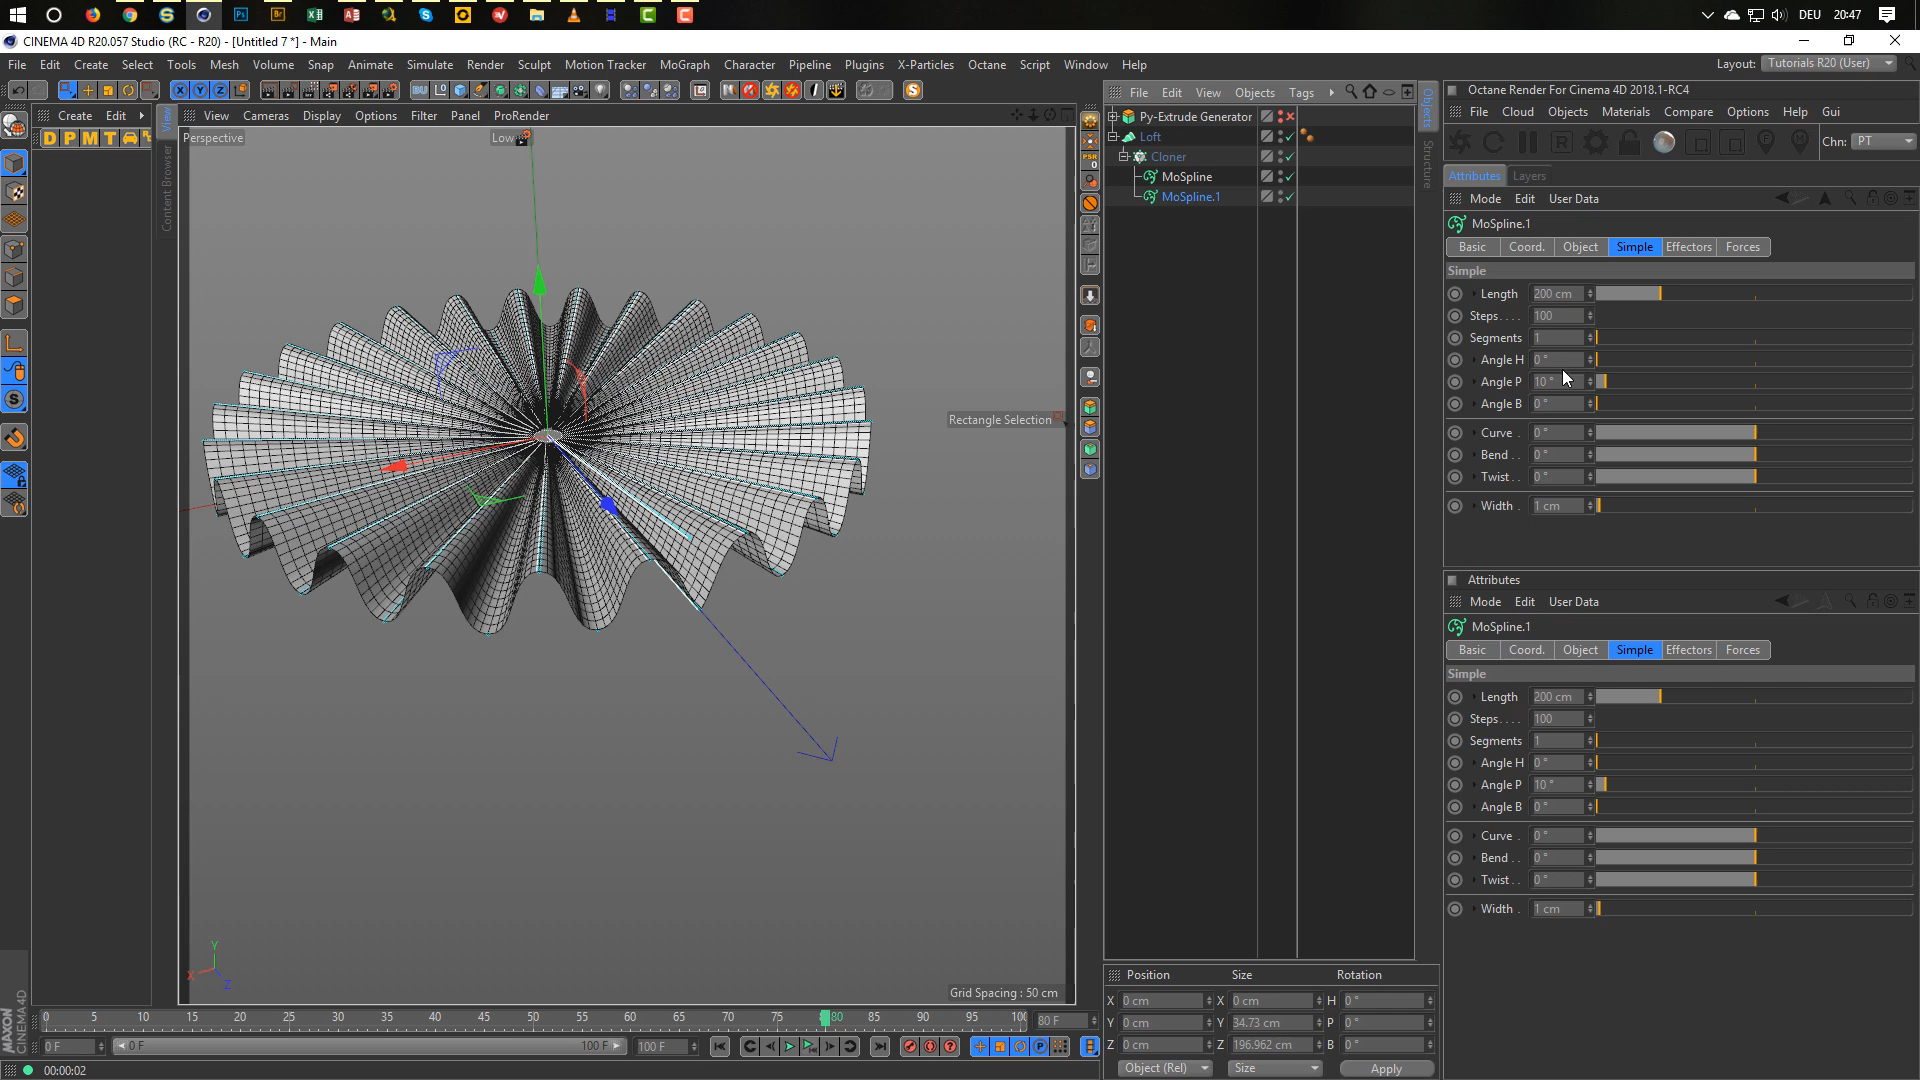 DEU
20:47
CINEMA 4D R20.057 Studio (RC - R20) - [Untitled 7 *] - Main
File Edit Create Select Tools Mesh Volume Snap Animate Simulate Render Sculpt Motion Tracker MoGraph Character Pipeline Plugins X-Particles Octane Script Window Help
Layout: Tutorials R20 (User)
Create Edit
D P M T
View
Content Browser
View Cameras Display Options Filter Panel ProRender
Perspective
Low
Rectangle Selection
Grid Spacing : 50 cm
PSR
0
File Edit View Objects Tags
Py-Extrude Generator
Loft
Cloner
MoSpline
MoSpline.1
Objects
Structure
Octane Render For Cinema 4D 2018.1-RC4
File Cloud Objects Materials Compare Options Help Gui
Chn: PT
Attributes Layers
Mode Edit User Data
MoSpline.1
Basic Coord. Object Simple Effectors Forces
Simple
Length 200 cm
Steps.... 100
Segments 1
Angle H 0 °
Angle P 10 °
Angle B 0 °
Curve . 0 °
Bend .. 0 °
Twist .. 0 °
Width . 1 cm
Attributes
Mode Edit User Data
MoSpline.1
Basic Coord. Object Simple Effectors Forces
Simple
Length 200 cm
Steps.... 100
Segments 1
Angle H 0 °
Angle P 10 °
Angle B 0 °
Curve . 0 °
Bend .. 0 °
Twist .. 0 °
Width . 1 cm
Position Size Rotation
X 0 cm X 0 cm H 0 °
Y 0 cm Y 34.73 cm P 0 °
Z 0 cm Z 196.962 cm B 0 °
Object (Rel) Size Apply
0 5 10 15 20 25 30 35 40 45 50 55 60 65 70 75 80 85 90 95 100
80 F
0 F 0 F 100 F 100 F
MAXON
CINEMA 4D
00:00:02
Y
X
Z